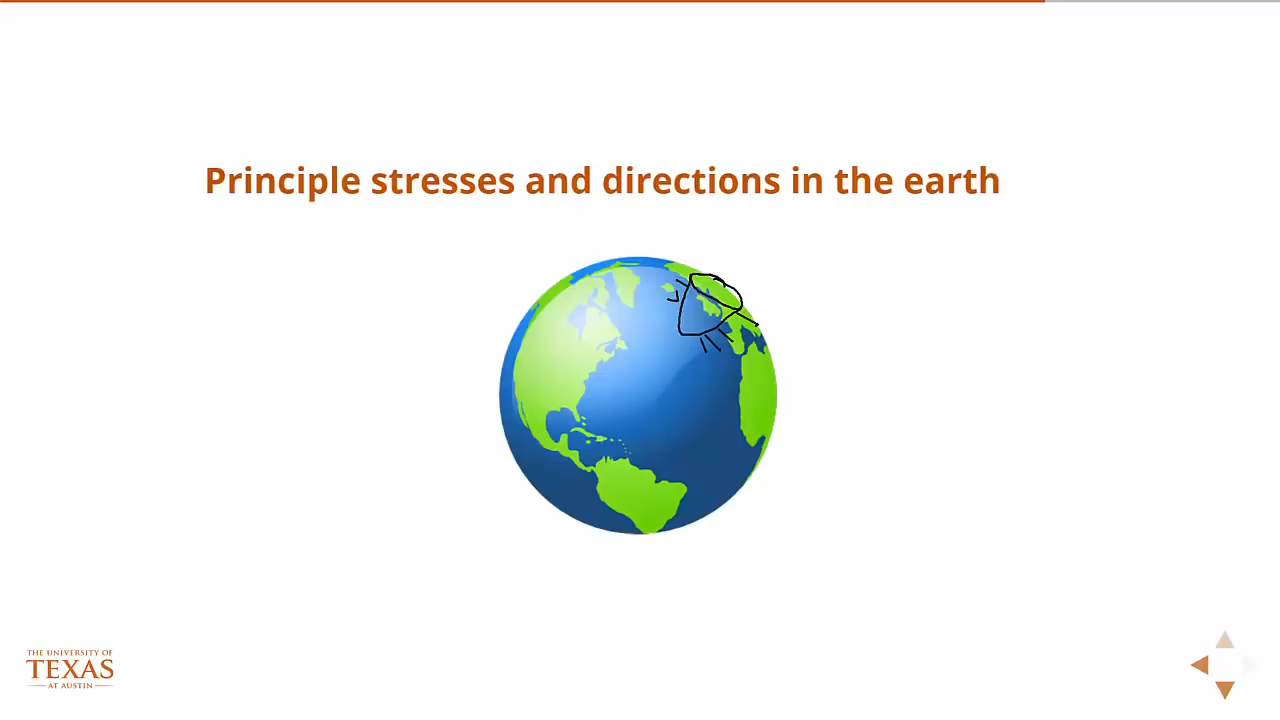 Principle stresses and directions in the earth
THE UNIVERSITY OF
TEXAS
AT AUSTIN